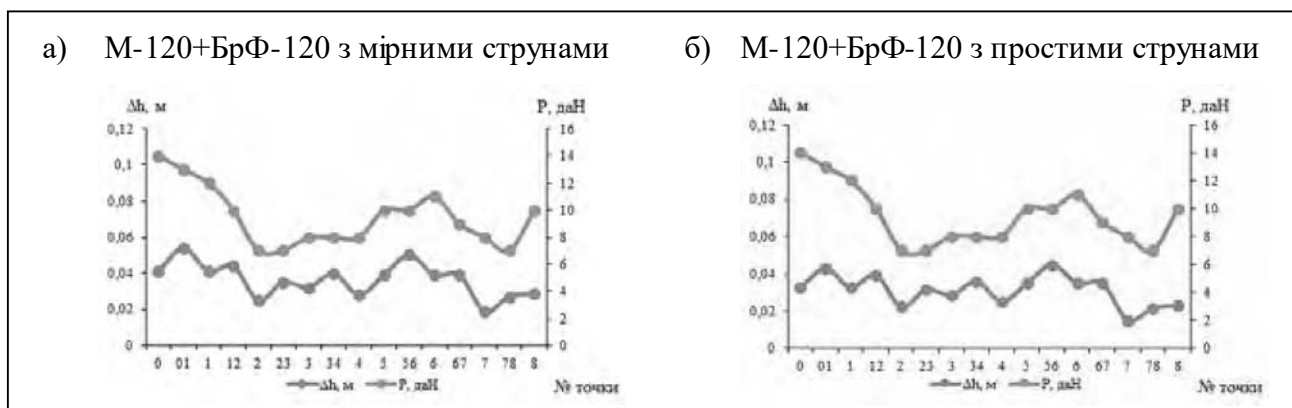 а) М-120+БрФ-120 з мірними струнами
Δh, м
P, даН
0,12
0,1
0,08
0,06
0,04
0,02
0
16
14
12
10
8
6
4
2
0
0 01 1 12 2 23 3 34 4 5 56 6 67 7 78 8
Δh, м P, даН
№ точки
б) М-120+БрФ-120 з простими струнами
Δh, м
P, даН
0,12
0,1
0,08
0,06
0,04
0,02
0
16
14
12
10
8
6
4
2
0
0 01 1 12 2 23 3 34 4 5 56 6 67 7 78 8
Δh, м P, даН
№ точки